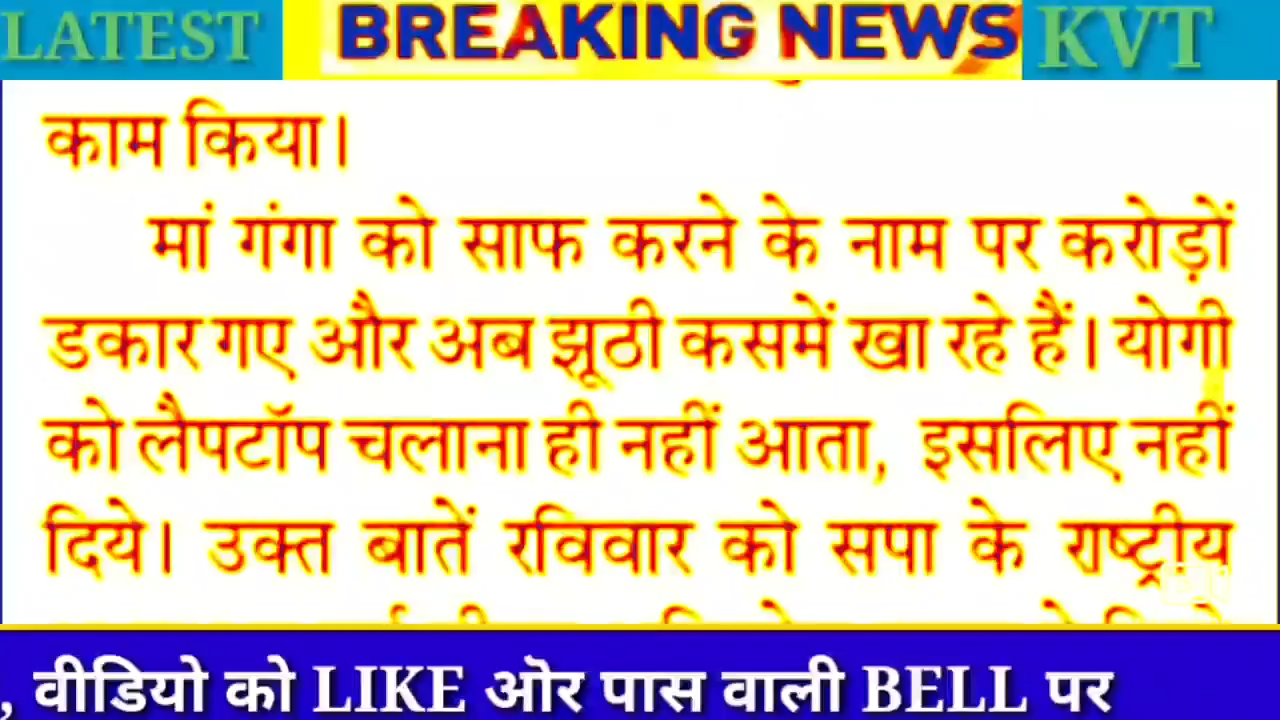 LATEST BREAKING NEWS KVT
काम किया।
मां गंगा को साफ करने के नाम पर करोड़ों
डकार गए और अब झूठी कसमें खा रहे हैं। योगी
को लैपटॉप चलाना ही नहीं आता, इसलिए नहीं
दिये। उक्त बातें रविवार को सपा के राष्ट्रीय
, वीडियो को LIKE ओर पास वाली BELL पर